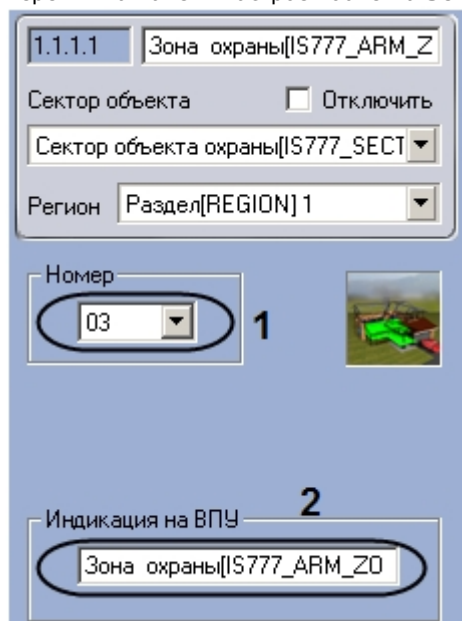 1.1.1.1 Зона охраны[IS777_ARM_Z
Сектор объекта Отключить
Сектор объекта охраны[IS777_SECT
Регион Раздел[REGION] 1
Номер
03 1
2
Индикация на ВПУ
Зона охраны[IS777_ARM_ZO